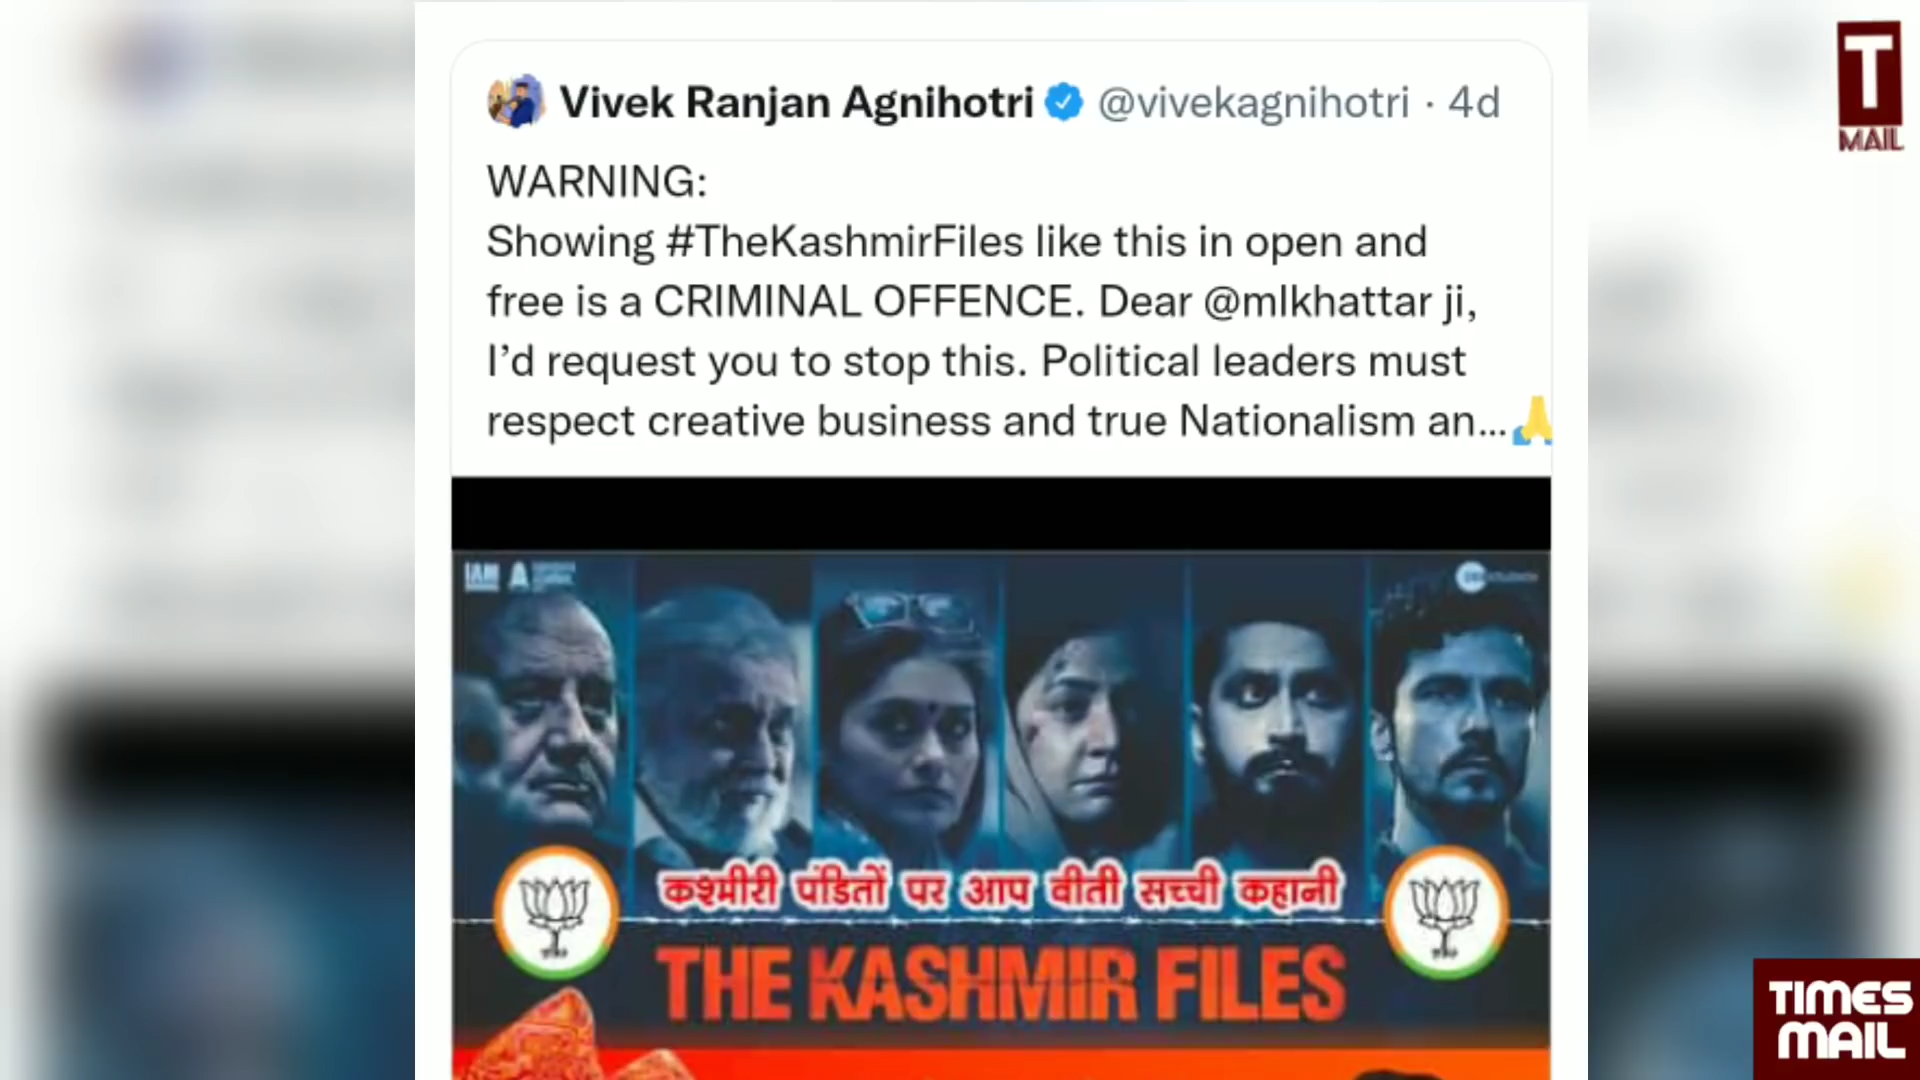 Vivek Ranjan Agnihotri @vivekagnihotri · 4d
WARNING:
Showing #TheKashmirFiles like this in open and
free is a CRIMINAL OFFENCE. Dear @mlkhattar ji,
I’d request you to stop this. Political leaders must
respect creative business and true Nationalism an...🙏
IAM A
कश्मीरी पंडितों पर आप बीती सच्ची कहानी
THE KASHMIR FILES
T
MAIL
TIMES
MAIL